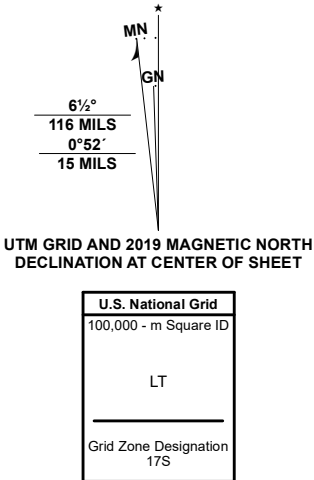 ★
MN
GN
6½°
116 MILS
0°52´
15 MILS
UTM GRID AND 2019 MAGNETIC NORTH
DECLINATION AT CENTER OF SHEET
U.S. National Grid
100,000 - m Square ID
LT
Grid Zone Designation
17S